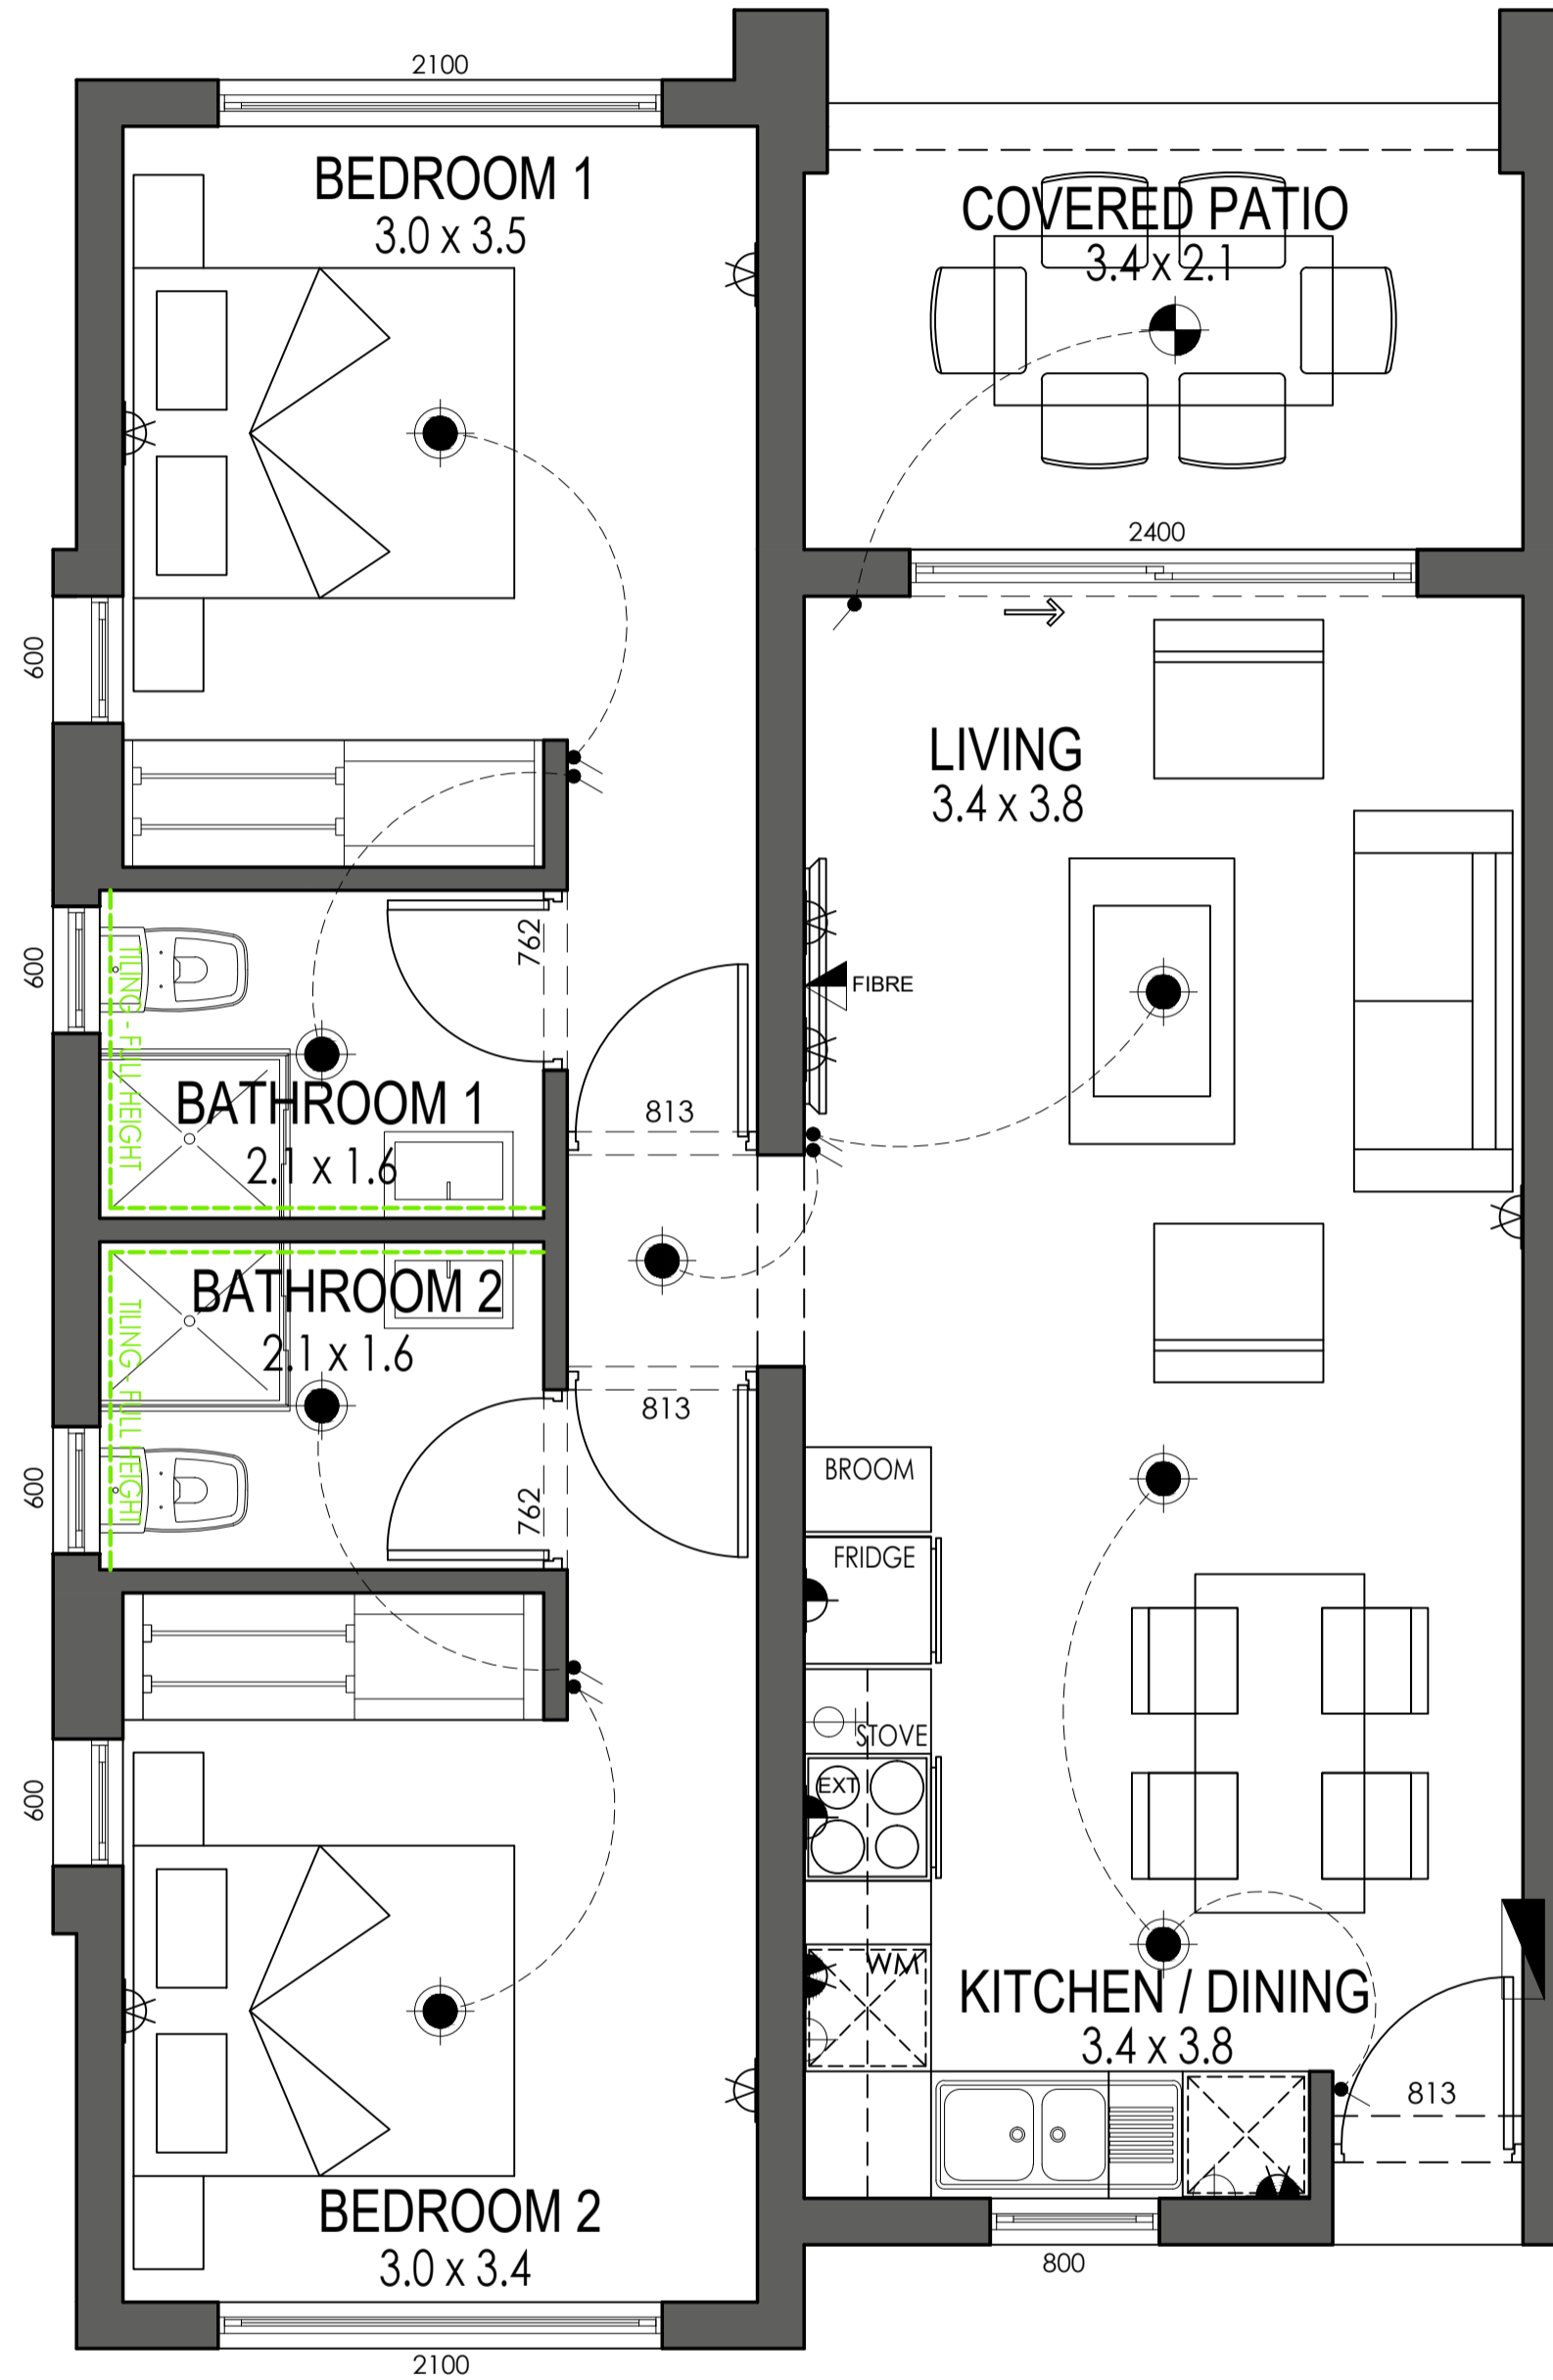 2100
BEDROOM 1
3.0 x 3.5
COVERED PATIO
3.4 x 2.1
2400
600
LIVING
3.4 x 3.8
600
762
TILING - FULL HEIGHT
FIBRE
BATHROOM 1
2.1 x 1.6
813
BATHROOM 2
2.1 x 1.6
TILING - FULL HEIGHT
813
600
762
BROOM
FRIDGE
STOVE
EXT
600
WM
KITCHEN / DINING
3.4 x 3.8
813
BEDROOM 2
3.0 x 3.4
800
2100